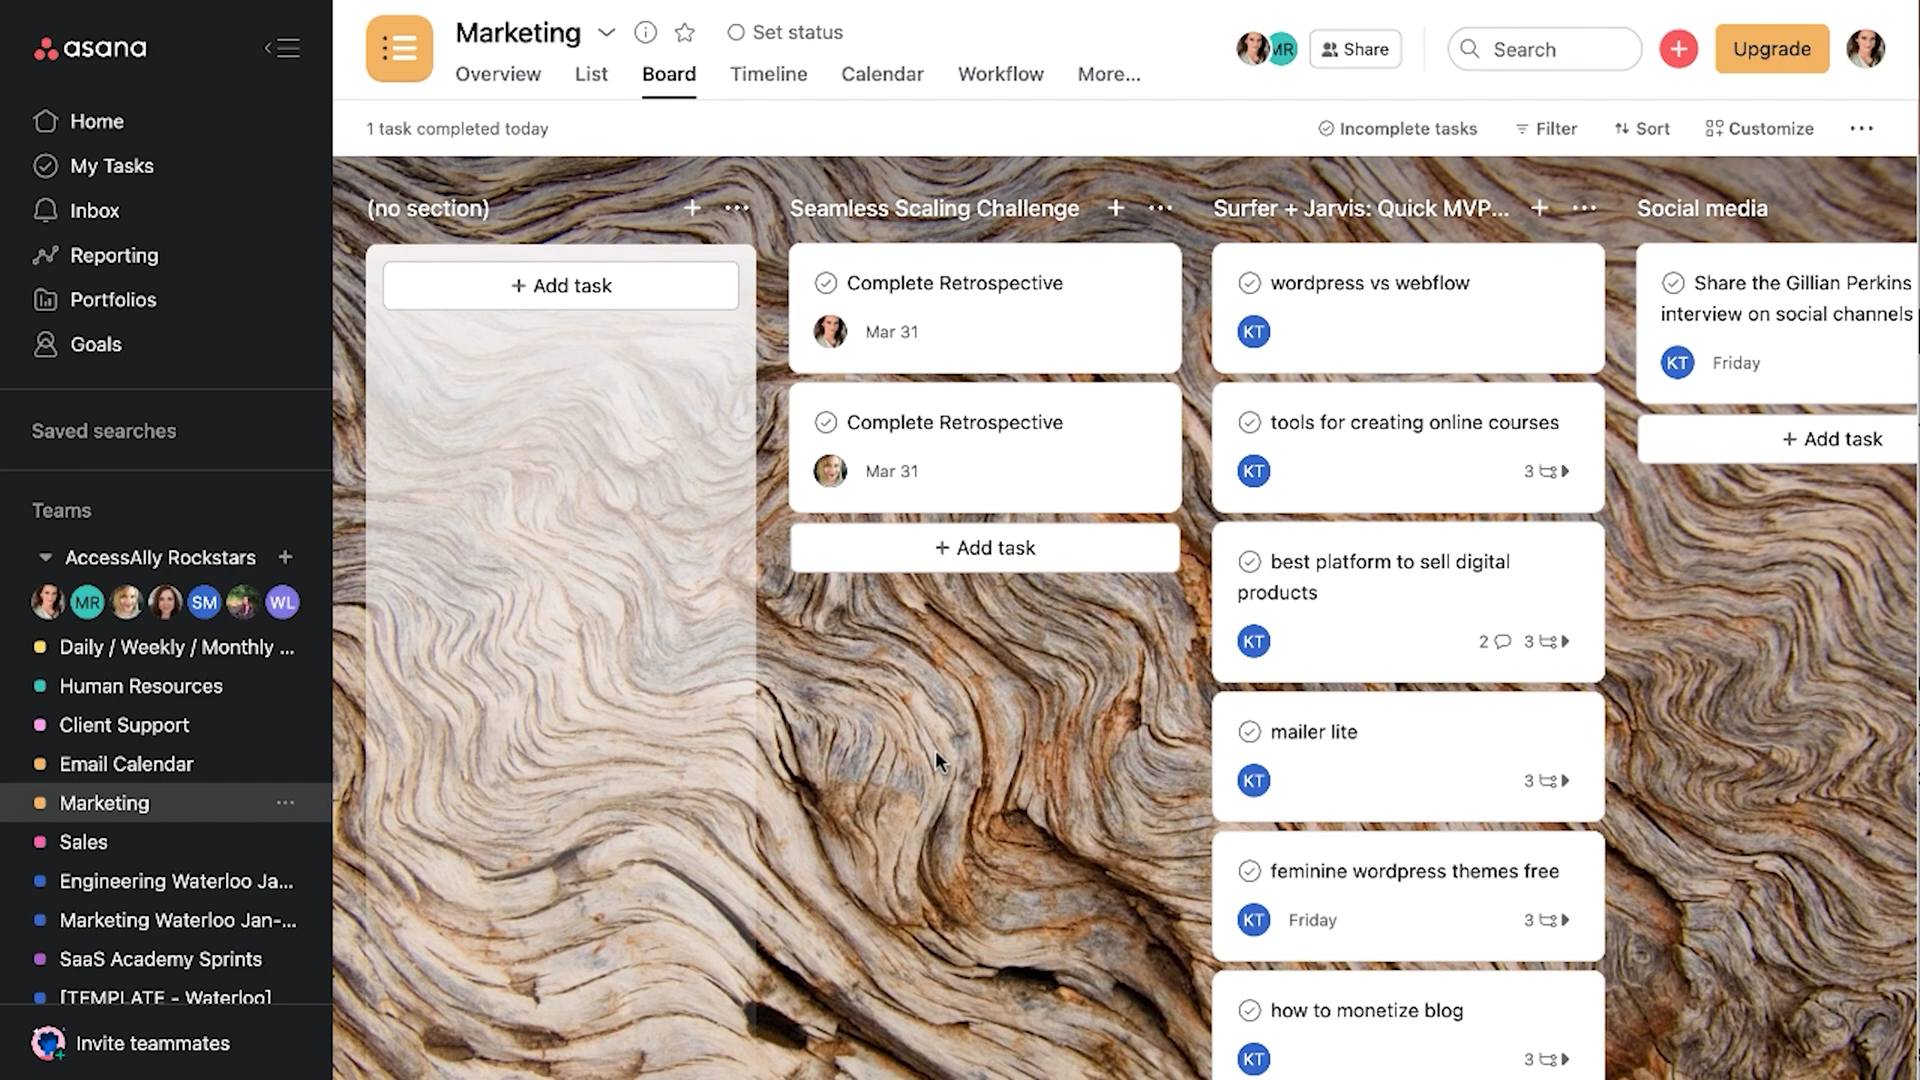 asana
Home
My Tasks
Inbox
Reporting
Portfolios
Goals
Saved searches
Teams
AccessAlly Rockstars
MR
SM
WL
Daily / Weekly / Monthly ...
Human Resources
Client Support
Email Calendar
Marketing
Sales
Engineering Waterloo Ja...
Marketing Waterloo Jan-...
SaaS Academy Sprints
[TEMPLATE - Waterloo]
Invite teammates
Marketing
Set status
Overview
List
Board
Timeline
Calendar
Workflow
More...
MR
Share
Search
Upgrade
1 task completed today
Incomplete tasks
Filter
Sort
Customize
(no section)
+ Add task
Seamless Scaling Challenge
Complete Retrospective
Mar 31
Complete Retrospective
Mar 31
+ Add task
Surfer + Jarvis: Quick MVP...
wordpress vs webflow
KT
tools for creating online courses
KT
3
best platform to sell digital
products
KT
2
3
mailer lite
KT
3
feminine wordpress themes free
KT
Friday
3
how to monetize blog
KT
3
Social media
Share the Gillian Perkins
interview on social channels
KT
Friday
+ Add task